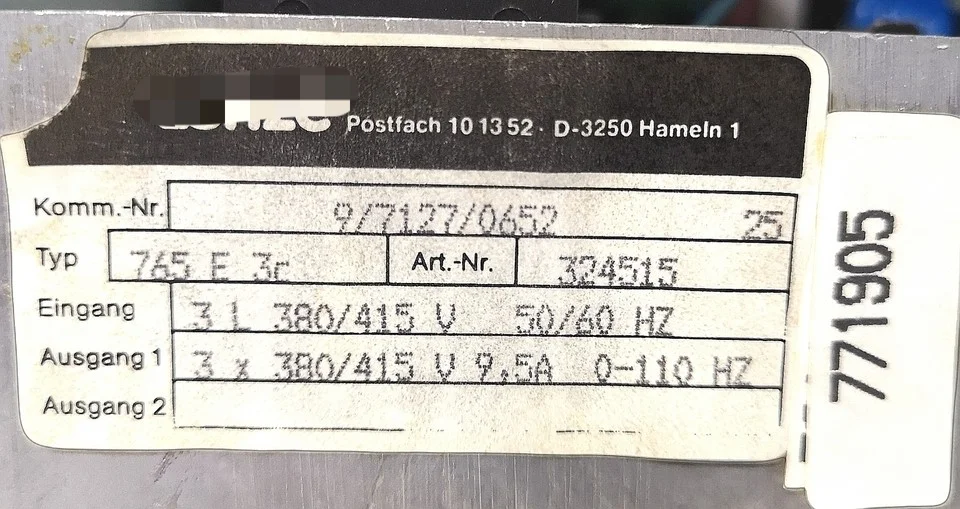 Postfach 10 13 52 · D-3250 Hameln 1
Komm.-Nr. 9/7127/0652 25
Typ 765 E 3c Art.-Nr. 324515
Eingang 3 L 380/415 V 50/60 HZ
Ausgang 1 3 x 380/415 V 9,5A 0-110 HZ
Ausgang 2
771905